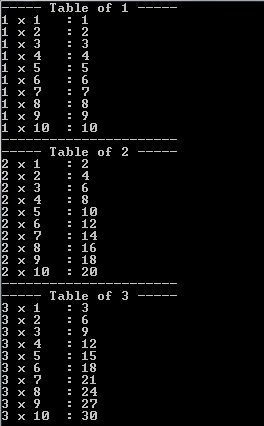 ----- Table of 1 -----
1 x 1   : 1
1 x 2   : 2
1 x 3   : 3
1 x 4   : 4
1 x 5   : 5
1 x 6   : 6
1 x 7   : 7
1 x 8   : 8
1 x 9   : 9
1 x 10  : 10
----------------------
----- Table of 2 -----
2 x 1   : 2
2 x 2   : 4
2 x 3   : 6
2 x 4   : 8
2 x 5   : 10
2 x 6   : 12
2 x 7   : 14
2 x 8   : 16
2 x 9   : 18
2 x 10  : 20
----------------------
----- Table of 3 -----
3 x 1   : 3
3 x 2   : 6
3 x 3   : 9
3 x 4   : 12
3 x 5   : 15
3 x 6   : 18
3 x 7   : 21
3 x 8   : 24
3 x 9   : 27
3 x 10  : 30